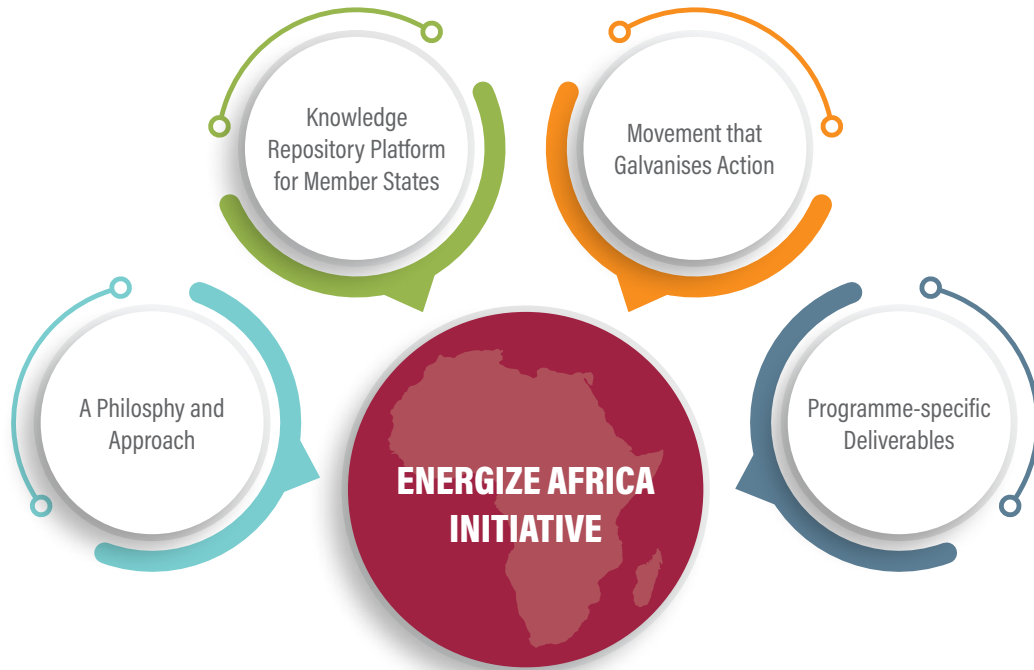 Knowledge
Repository Platform
for Member States
Movement that
Galvanises Action
A Philosphy and
Approach
Programme-specific
Deliverables
ENERGIZE AFRICA
INITIATIVE